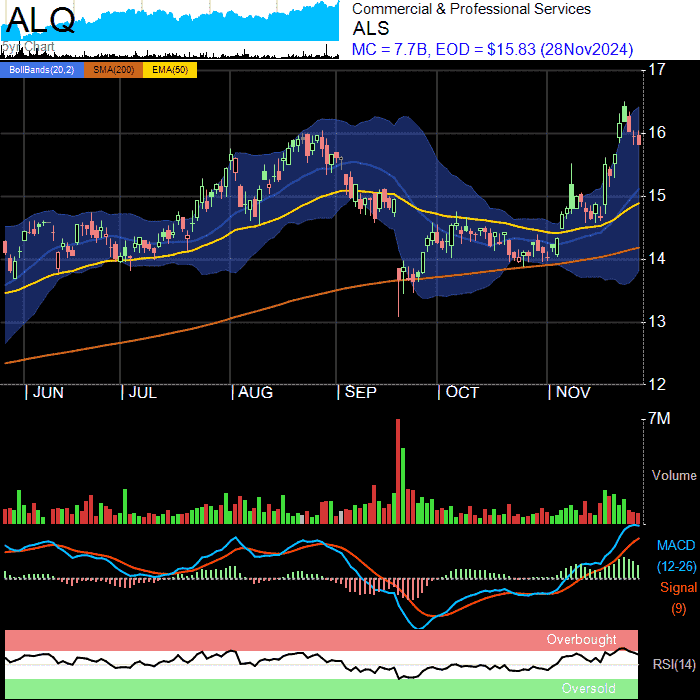 ALQ
5yr Chart
Commercial & Professional Services
ALS
MC = 7.7B, EOD = $15.83 (28Nov2024)
BollBands(20,2) SMA(200) EMA(50)
17
16
15
14
13
12
JUN JUL AUG SEP OCT NOV
7M
Volume
MACD
(12-26)
Signal
(9)
Overbought
RSI(14)
Oversold